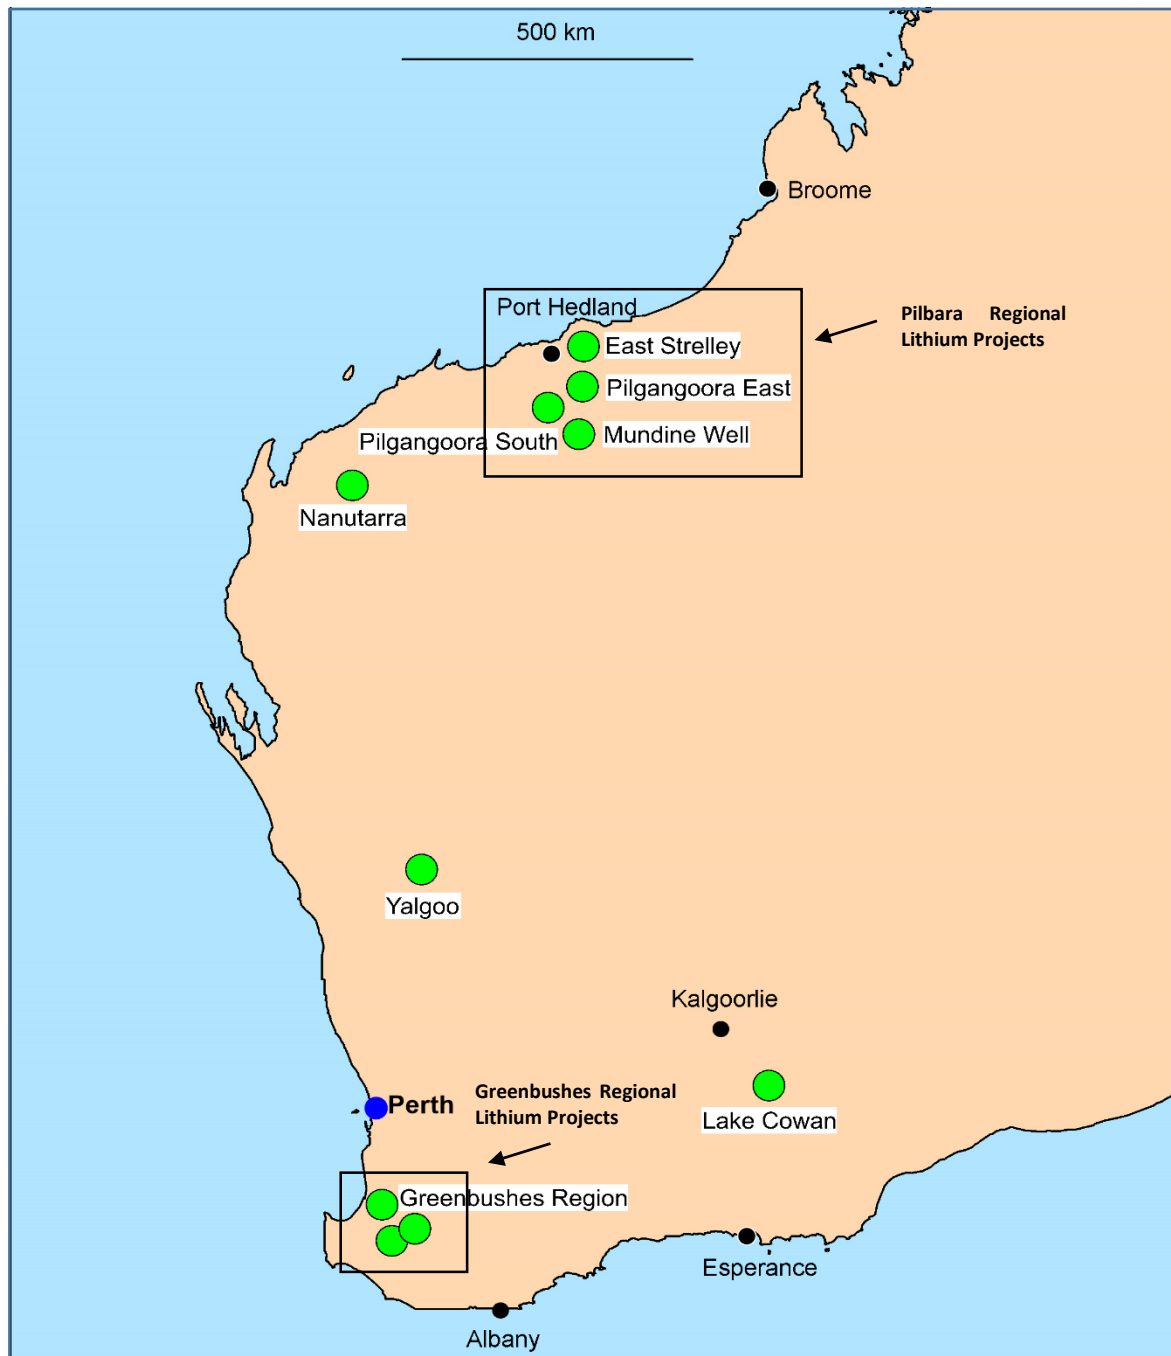 500 km
Broome
Port Hedland
Pilbara Regional
Lithium Projects
East Strelley
Pilgangoora East
Pilgangoora South
Mundine Well
Nanutarra
Yalgoo
Kalgoorlie
Greenbushes Regional
Lithium Projects
Perth
Lake Cowan
Greenbushes Region
Esperance
Albany